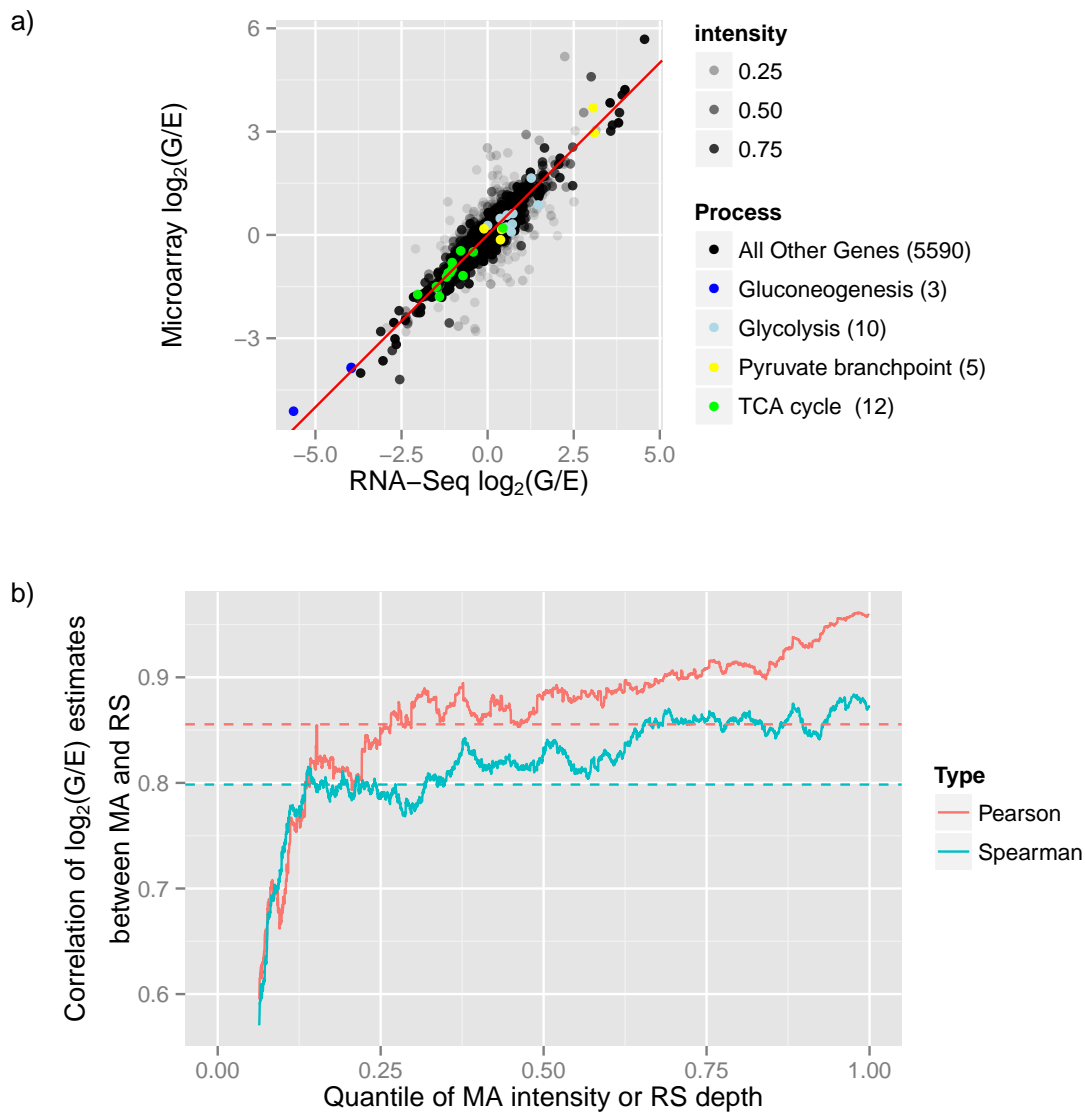 a)
6
3
0
−3
−5.0
−2.5
0.0
2.5
5.0
RNA−Seq log2(G/E)
Microarray log2(G/E)
intensity
0.25
0.50
0.75
Process
All Other Genes (5590)
Gluconeogenesis (3)
Glycolysis (10)
Pyruvate branchpoint (5)
TCA cycle (12)
b)
Correlation of log2(G/E) estimates
between MA and RS
0.9
0.8
0.7
0.6
0.00
0.25
0.50
0.75
1.00
Quantile of MA intensity or RS depth
Type
Pearson
Spearman